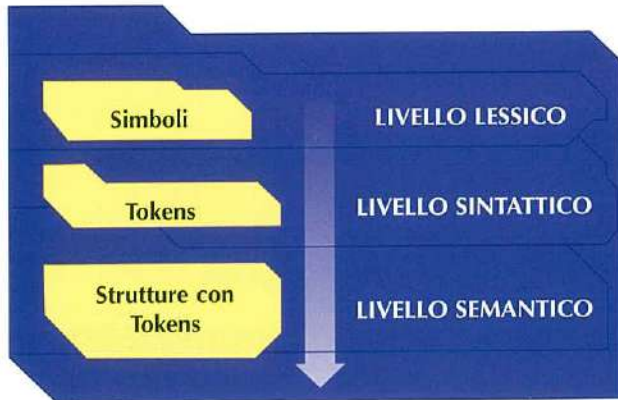 Simboli
LIVELLO LESSICO
Tokens
LIVELLO SINTATTICO
Strutture con
Tokens
LIVELLO SEMANTICO